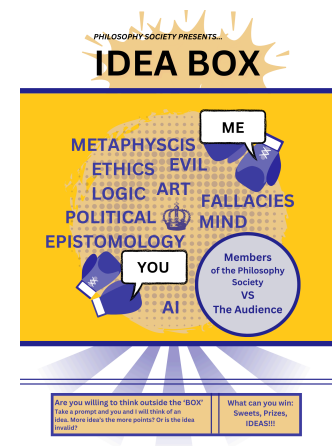 PHILOSOPHY SOCIETY PRESENTS...
IDEA BOX
ME
METAPHYSCIS
EVIL
ETHICS
ART
LOGIC
FALLACIES
POLITICAL
MIND
EPISTOMOLOGY
YOU
AI
Members
of the Philosophy
Society
VS
The Audience
Are you willing to think outside the 'BOX'
Take a prompt and you and I will think of an
idea. More idea's the more points? Or is the idea
invalid?
What can you win:
Sweets, Prizes,
IDEAS!!!